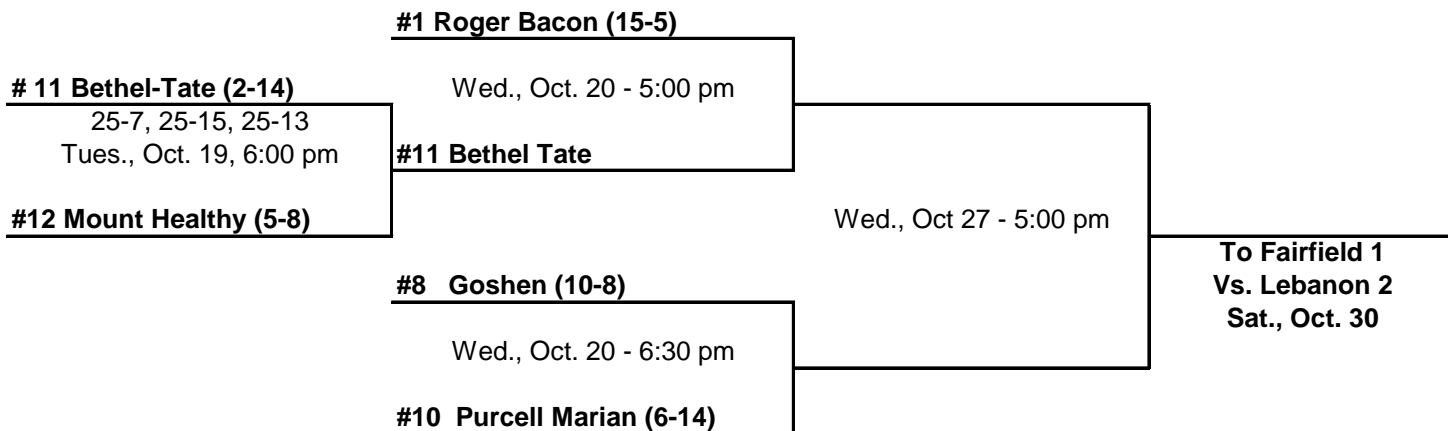 #1 Roger Bacon (15-5)
# 11 Bethel-Tate (2-14)
Wed., Oct. 20 - 5:00 pm
25-7, 25-15, 25-13
Tues., Oct. 19, 6:00 pm
#11 Bethel Tate
#12 Mount Healthy (5-8)
Wed., Oct 27 - 5:00 pm
To Fairfield 1
Vs. Lebanon 2
Sat., Oct. 30
#8 Goshen (10-8)
Wed., Oct. 20 - 6:30 pm
#10 Purcell Marian (6-14)